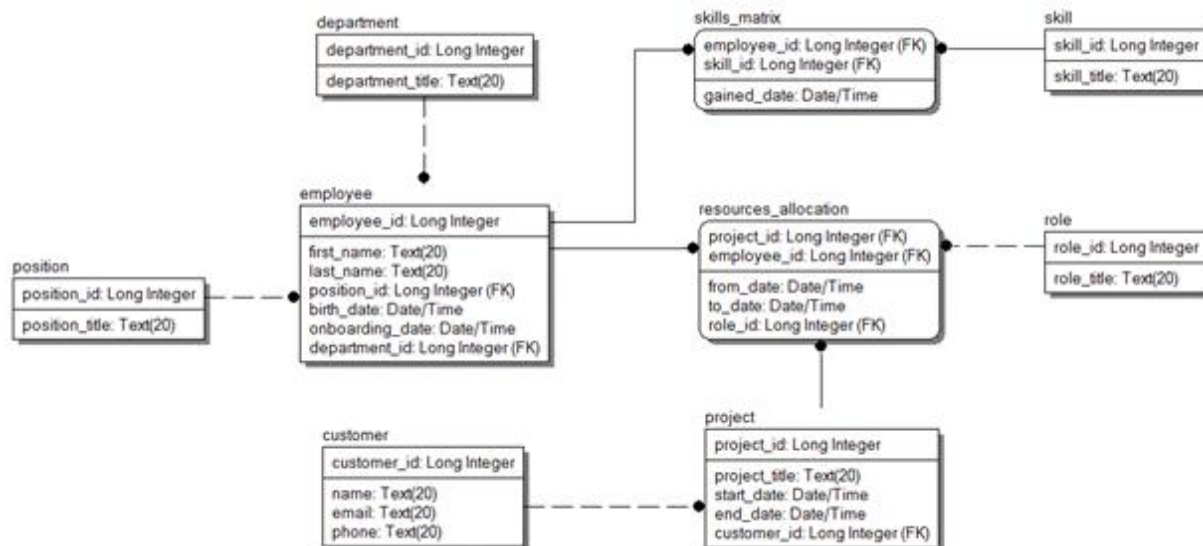 department
department_id: Long Integer
department_title: Text(20)
skills_matrix
employee_id: Long Integer (FK)
skill_id: Long Integer (FK)
gained_date: Date/Time
skill
skill_id: Long Integer
skill_title: Text(20)
employee
employee_id: Long Integer
first_name: Text(20)
last_name: Text(20)
position_id: Long Integer (FK)
birth_date: Date/Time
onboarding_date: Date/Time
department_id: Long Integer (FK)
resources_allocation
project_id: Long Integer (FK)
employee_id: Long Integer (FK)
from_date: Date/Time
to_date: Date/Time
role_id: Long Integer (FK)
role
role_id: Long Integer
role_title: Text(20)
position
position_id: Long Integer
position_title: Text(20)
customer
customer_id: Long Integer
name: Text(20)
email: Text(20)
phone: Text(20)
project
project_id: Long Integer
project_title: Text(20)
start_date: Date/Time
end_date: Date/Time
customer_id: Long Integer (FK)